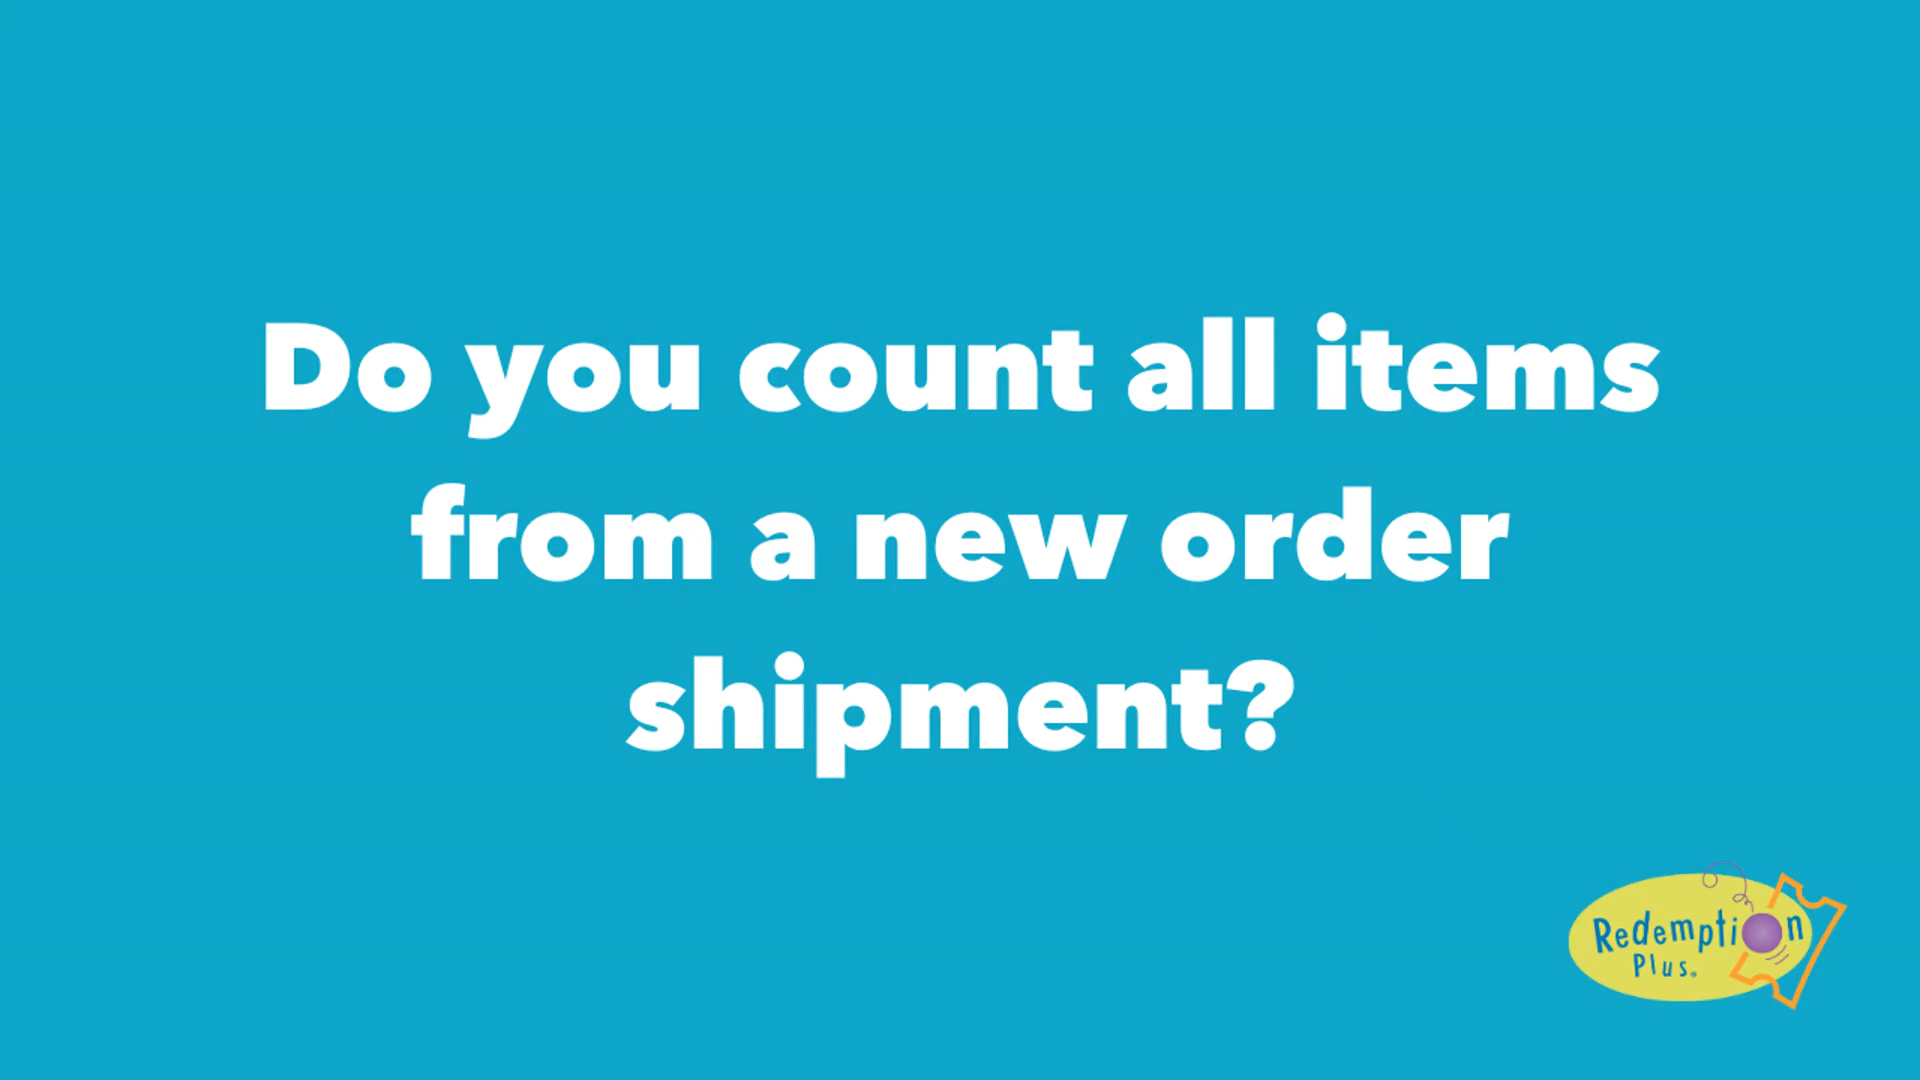 Do you count all items
from a new order
shipment?
Redemption
Plus®